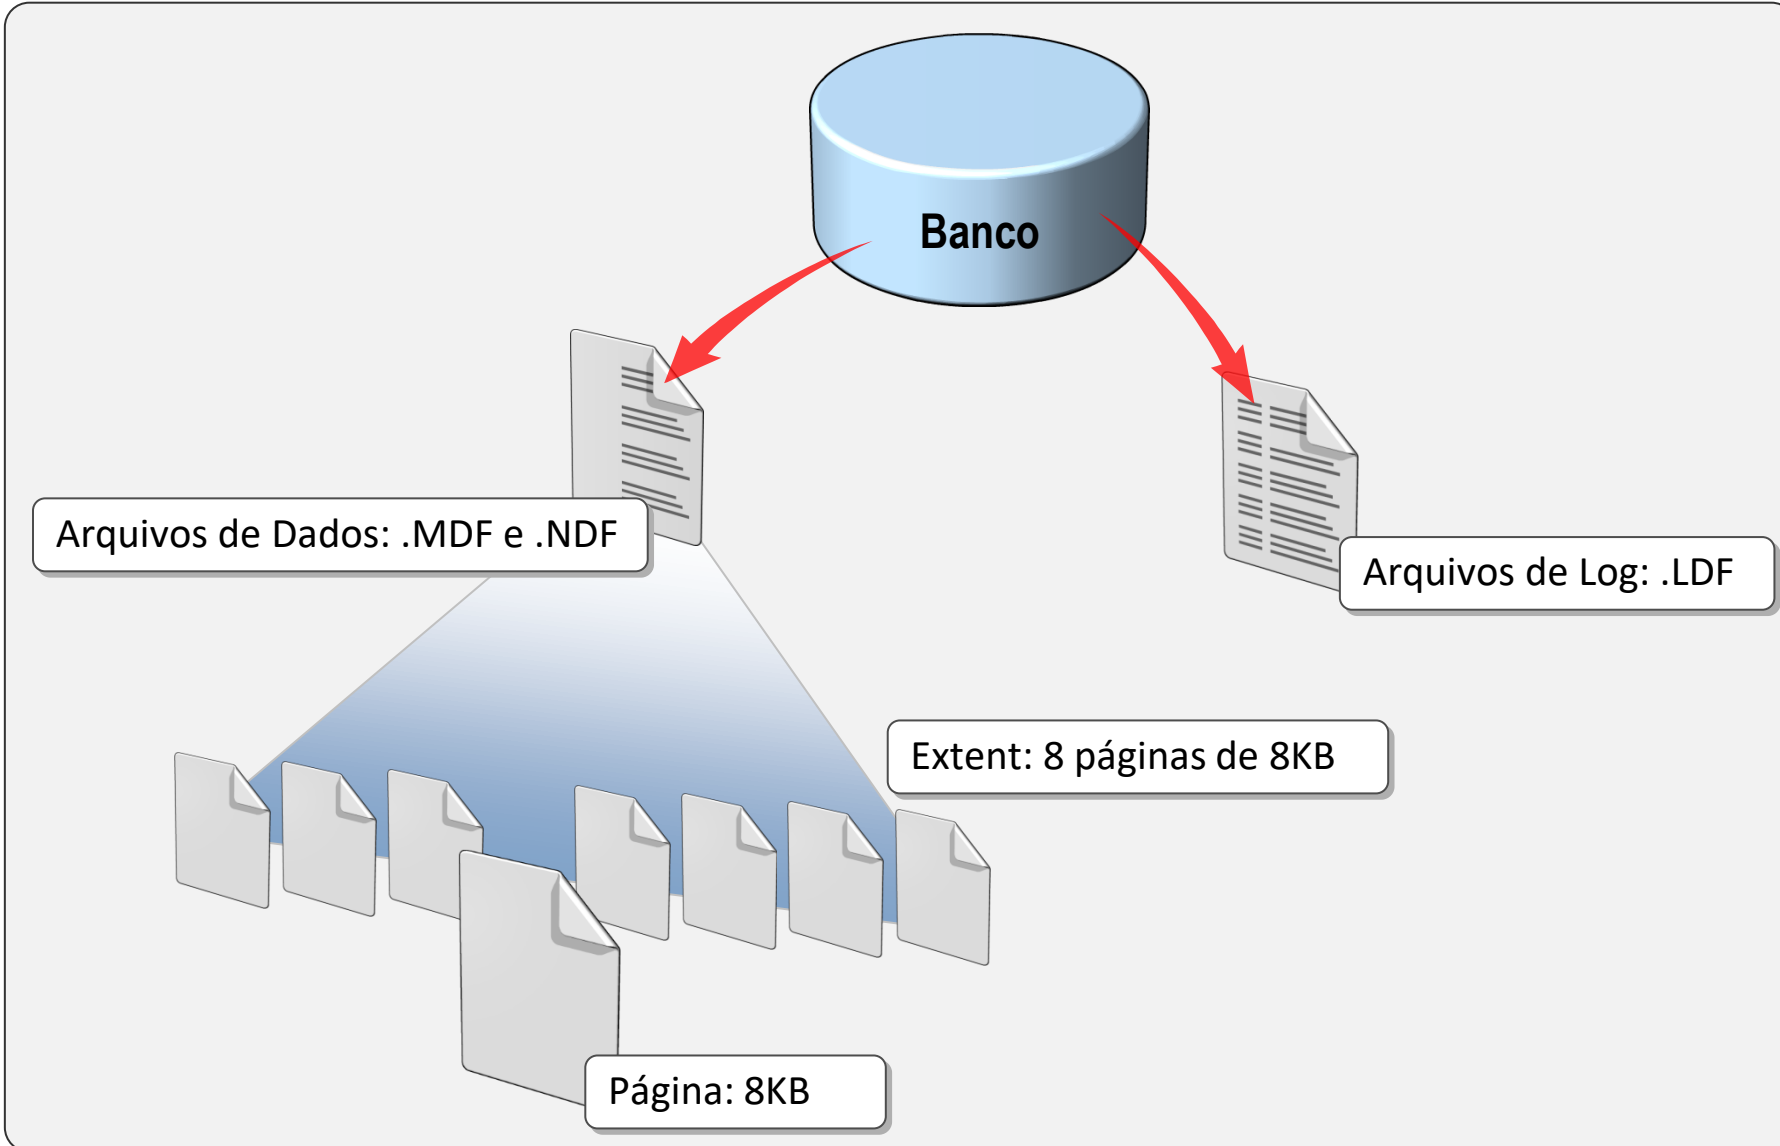 Banco
Arquivos de Dados: .MDF e .NDF
Arquivos de Log: .LDF
Extent: 8 páginas de 8KB
Página: 8KB